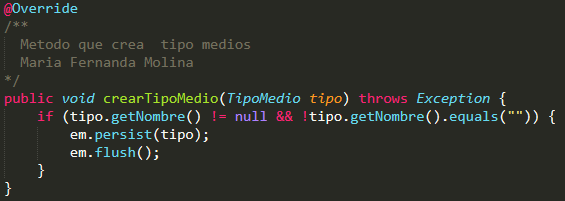 @Override
/**
  Metodo que crea  tipo medios
  Maria Fernanda Molina
*/
public void crearTipoMedio(TipoMedio tipo) throws Exception {
    if (tipo.getNombre() != null && !tipo.getNombre().equals("")) {
        em.persist(tipo);
        em.flush();
    }
}